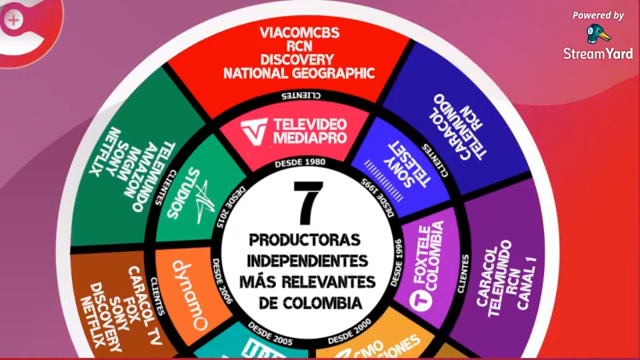 Powered by
StreamYard
VIACOMCBS
RCN
DISCOVERY
NATIONAL GEOGRAPHIC
CLIENTES
TELEVIDEO
MEDIAPRO
DESDE 1980
CARACOL
TELEMUNDO
RCN
CLIENTES
SONY
TELESET
DESDE 1995
CARACOL
TELEMUNDO
RCN
CANAL 1
CLIENTES
FOXTELE
COLOMBIA
DESDE 1996
DESDE 2000
DESDE 2005
CARACOL TV
FOX
SONY
DISCOVERY
NETFLIX
CLIENTES
dynamo
DESDE 2006
TELEMUNDO
AMAZON
MGM
SONY
NETFLIX
CLIENTES
STUDIOS
DESDE 2015
7
PRODUCTORAS
INDEPENDIENTES
MÁS RELEVANTES
DE COLOMBIA